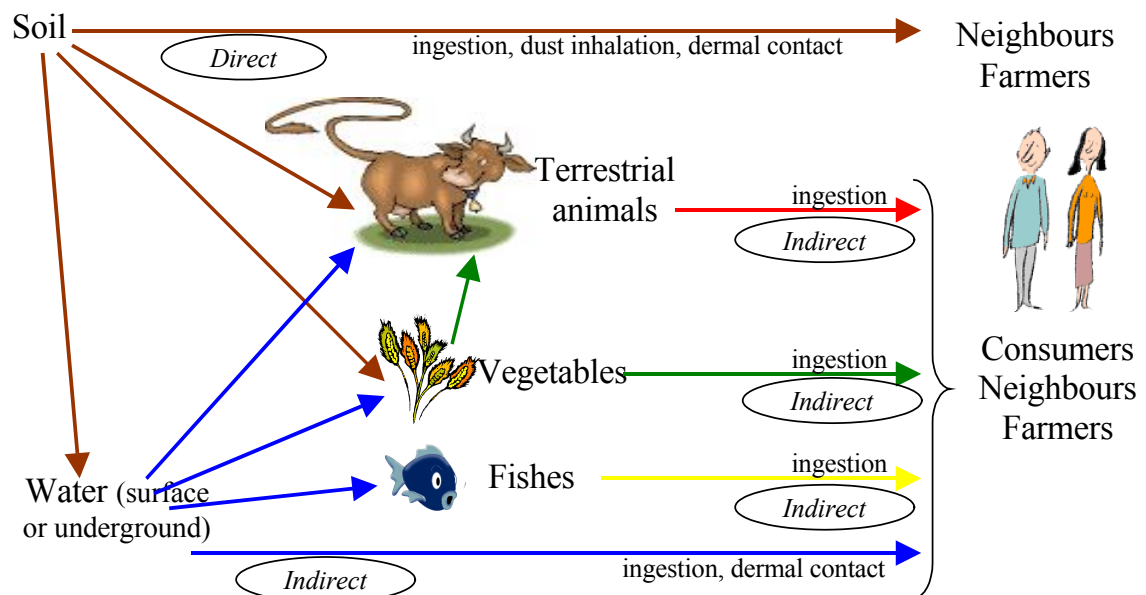 Soil
Direct
ingestion, dust inhalation, dermal contact
Neighbours
Farmers
Terrestrial
animals
ingestion
Indirect
Vegetables
ingestion
Indirect
Consumers
Neighbours
Farmers
Fishes
ingestion
Indirect
Water (surface
or underground)
Indirect
ingestion, dermal contact